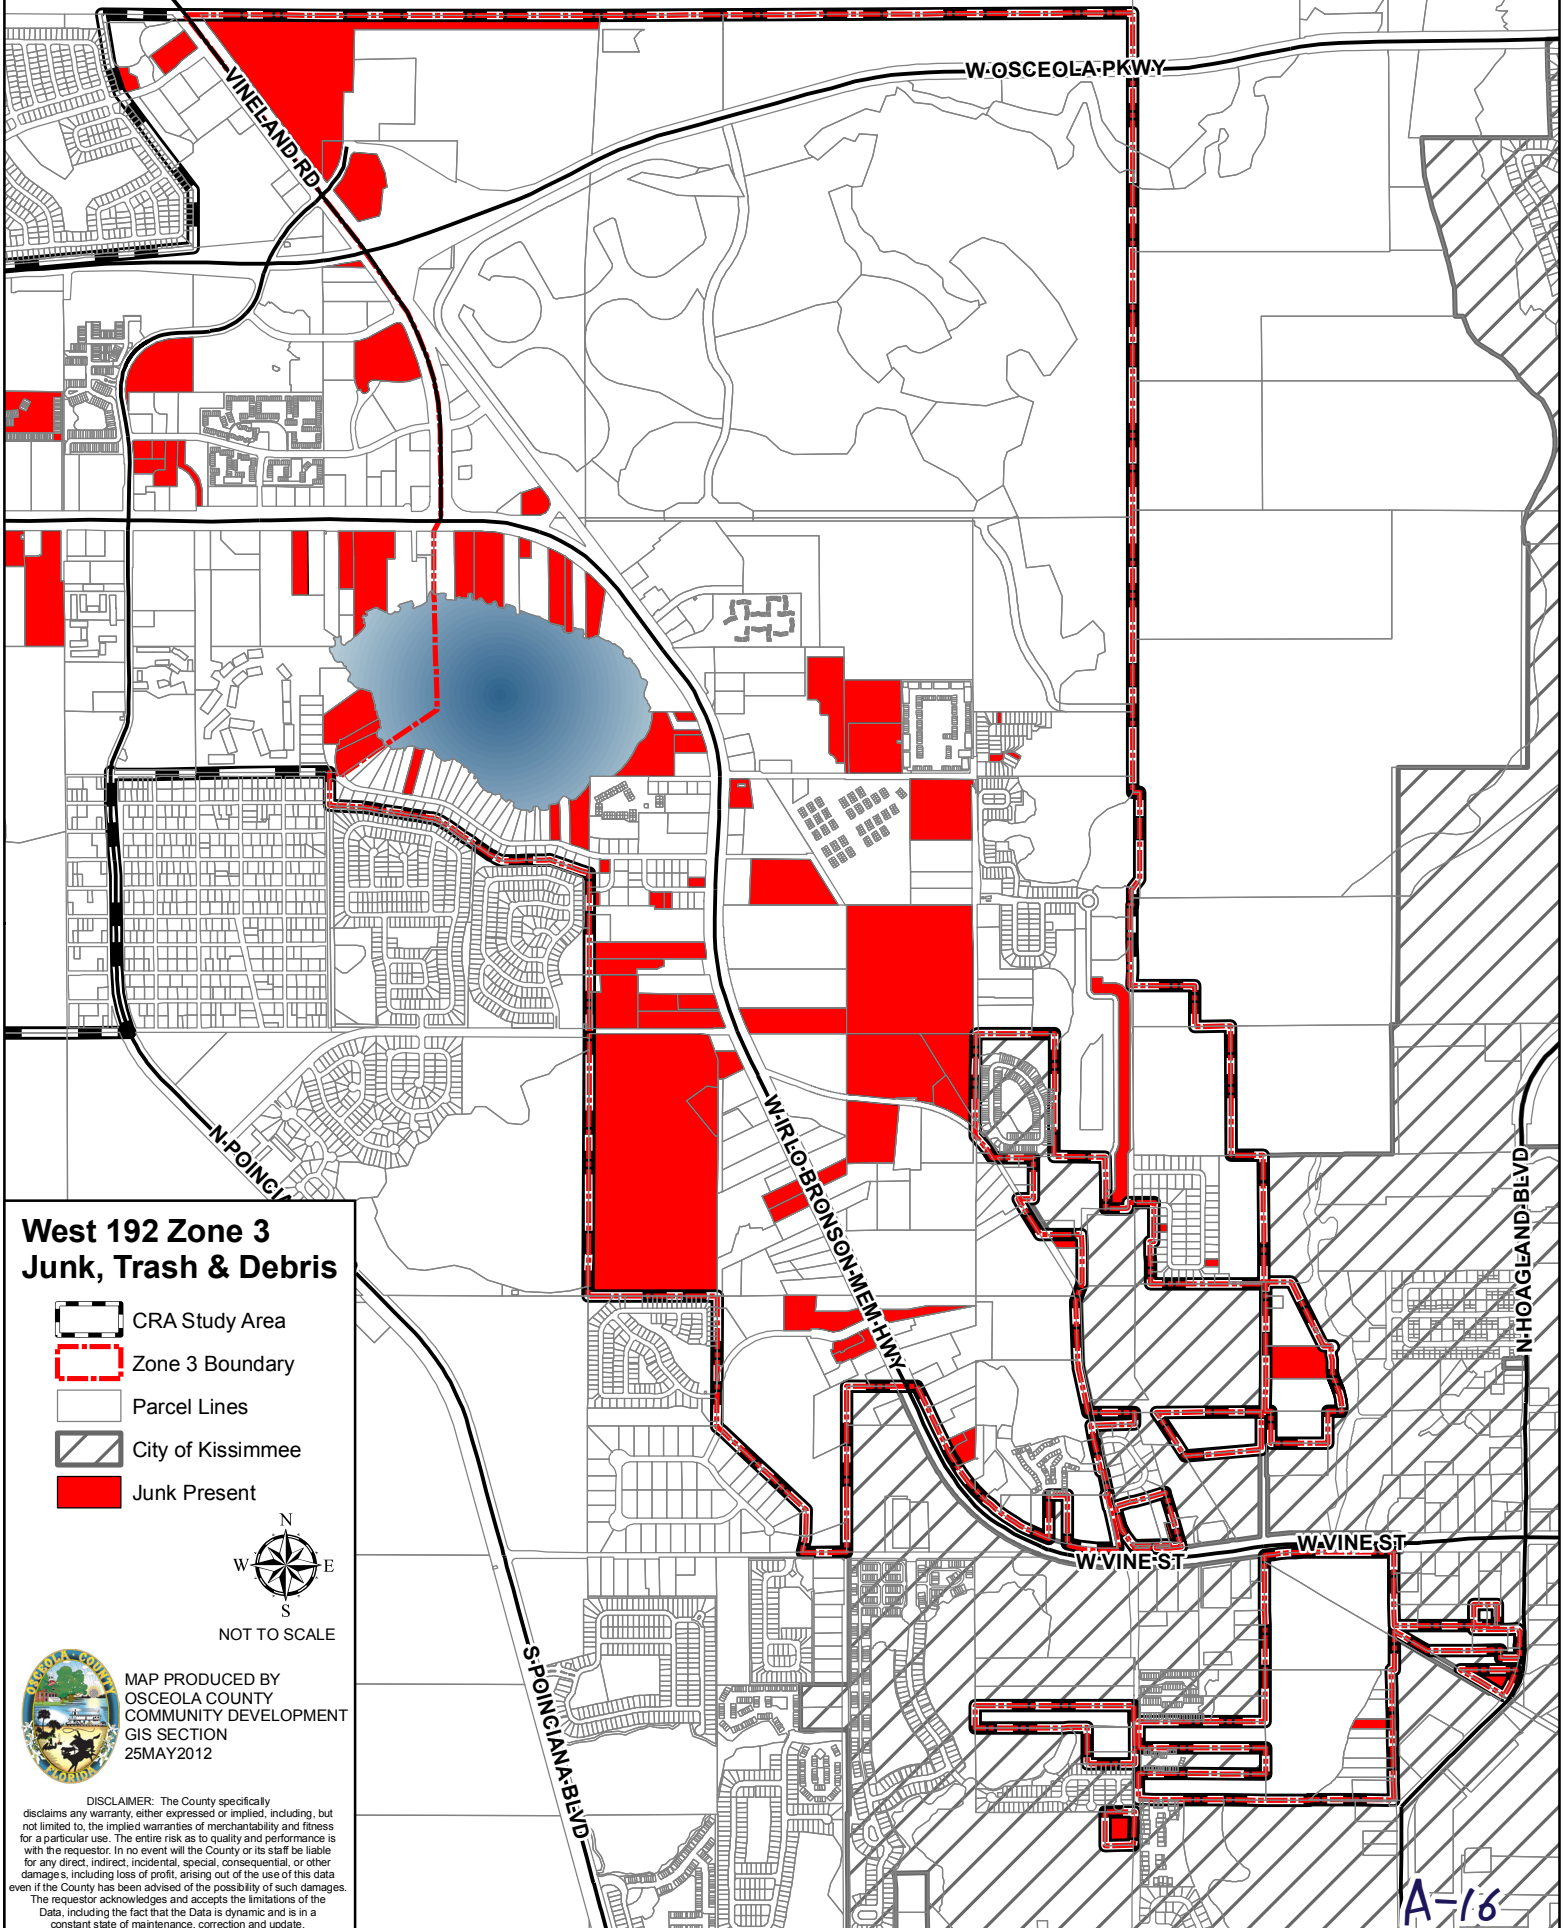 W OSCEOLA PKWY
VINELAND RD
W IRLO BRONSON MEM HWY
N HOAGLAND BLVD
W VINE ST
W VINE ST
S POINCIANA BLVD
West 192 Zone 3
Junk, Trash & Debris
CRA Study Area
Zone 3 Boundary
Parcel Lines
City of Kissimmee
Junk Present
N
W E
S
NOT TO SCALE
OSCEOLA COUNTY
FLORIDA
MAP PRODUCED BY
OSCEOLA COUNTY
COMMUNITY DEVELOPMENT
GIS SECTION
25MAY2012
DISCLAIMER: The County specifically
disclaims any warranty, either expressed or implied, including, but
not limited to, the implied warranties of merchantability and fitness
for a particular use. The entire risk as to quality and performance is
with the requestor. In no event will the County or its staff be liable
for any direct, indirect, incidental, special, consequential, or other
damages, including loss of profit, arising out of the use of this data
even if the County has been advised of the possibility of such damages.
The requestor acknowledges and accepts the limitations of the
Data, including the fact that the Data is dynamic and is in a
constant state of maintenance, correction and update.
A-16